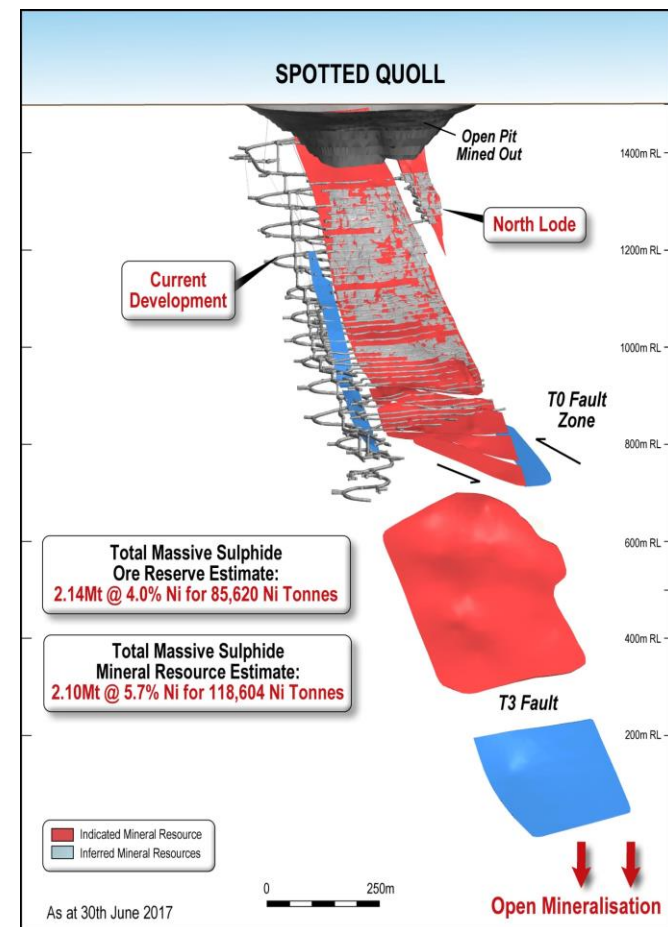 SPOTTED QUOLL
Open Pit
Mined Out
1400m RL
North Lode
1200m RL
Current
Development
1000m RL
T0 Fault
Zone
800m RL
Total Massive Sulphide
Ore Reserve Estimate:
2.14Mt @ 4.0% Ni for 85,620 Ni Tonnes
600m RL
Total Massive Sulphide
Mineral Resource Estimate:
2.10Mt @ 5.7% Ni for 118,604 Ni Tonnes
400m RL
T3 Fault
200m RL
Indicated Mineral Resource
Inferred Mineral Resources
0 250m
As at 30th June 2017
Open Mineralisation